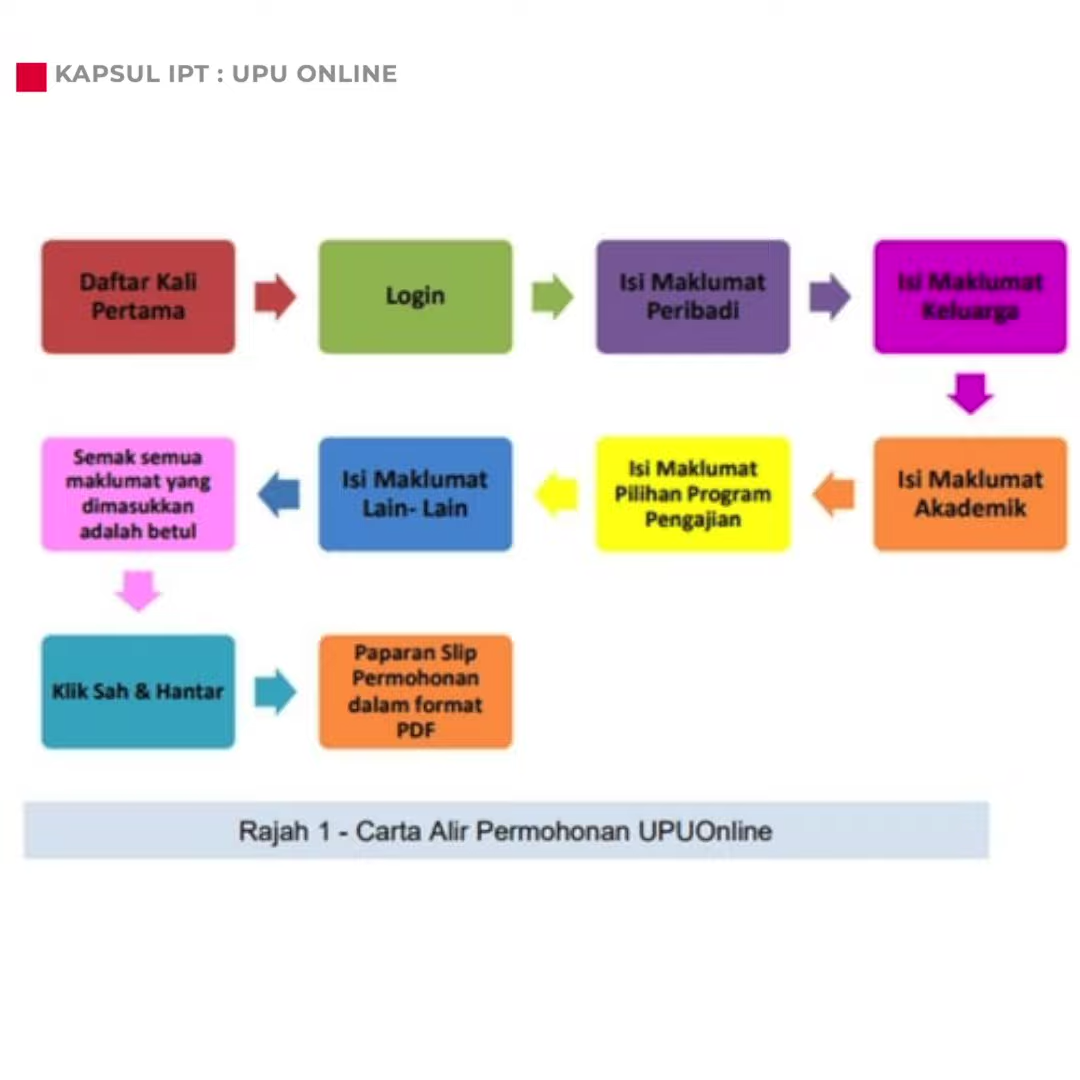 KAPSUL IPT : UPU ONLINE
Daftar Kali
Pertama
Login
Isi Maklumat
Peribadi
Isi Maklumat
Keluarga
Isi Maklumat
Akademik
Isi Maklumat
Pilihan Program
Pengajian
Isi Maklumat
Lain- Lain
Semak semua
maklumat yang
dimasukkan
adalah betul
Klik Sah & Hantar
Paparan Slip
Permohonan
dalam format
PDF
Rajah 1 - Carta Alir Permohonan UPUOnline